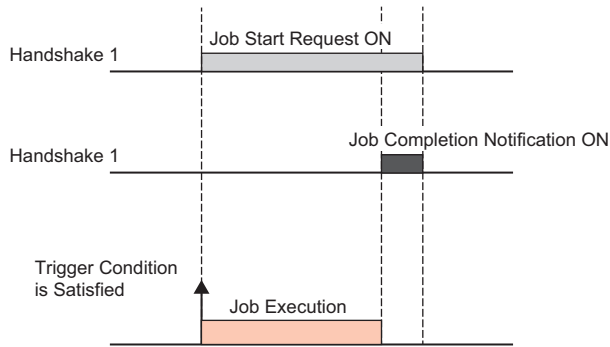 Job Start Request ON
Handshake 1
Job Completion Notification ON
Handshake 1
Trigger Condition
is Satisfied
Job Execution